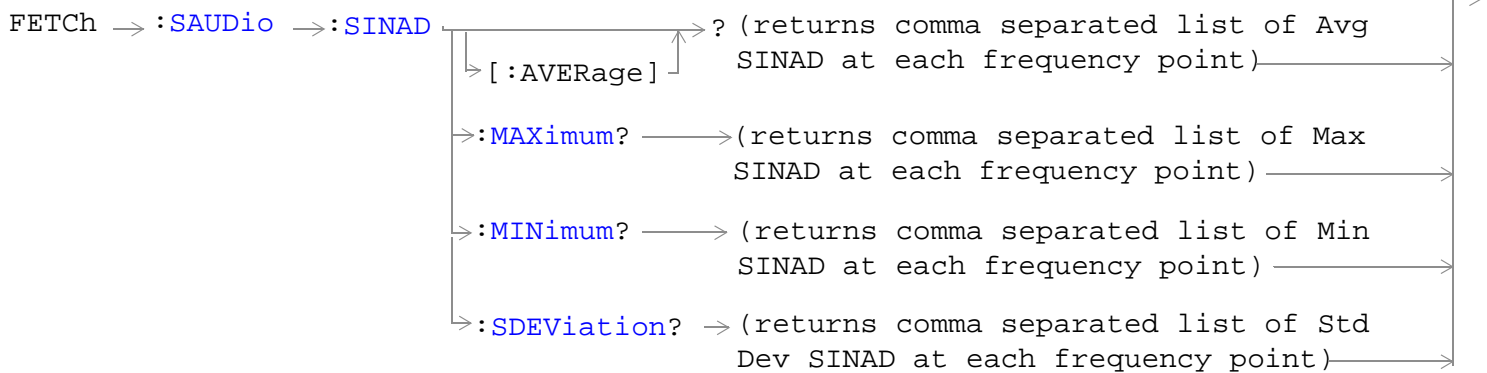 FETCh :SAUDio :SINAD ? (returns comma separated list of Avg
[:AVERage] SINAD at each frequency point)
:MAXimum? (returns comma separated list of Max
SINAD at each frequency point)
:MINimum? (returns comma separated list of Min
SINAD at each frequency point)
:SDEViation? (returns comma separated list of Std
Dev SINAD at each frequency point)